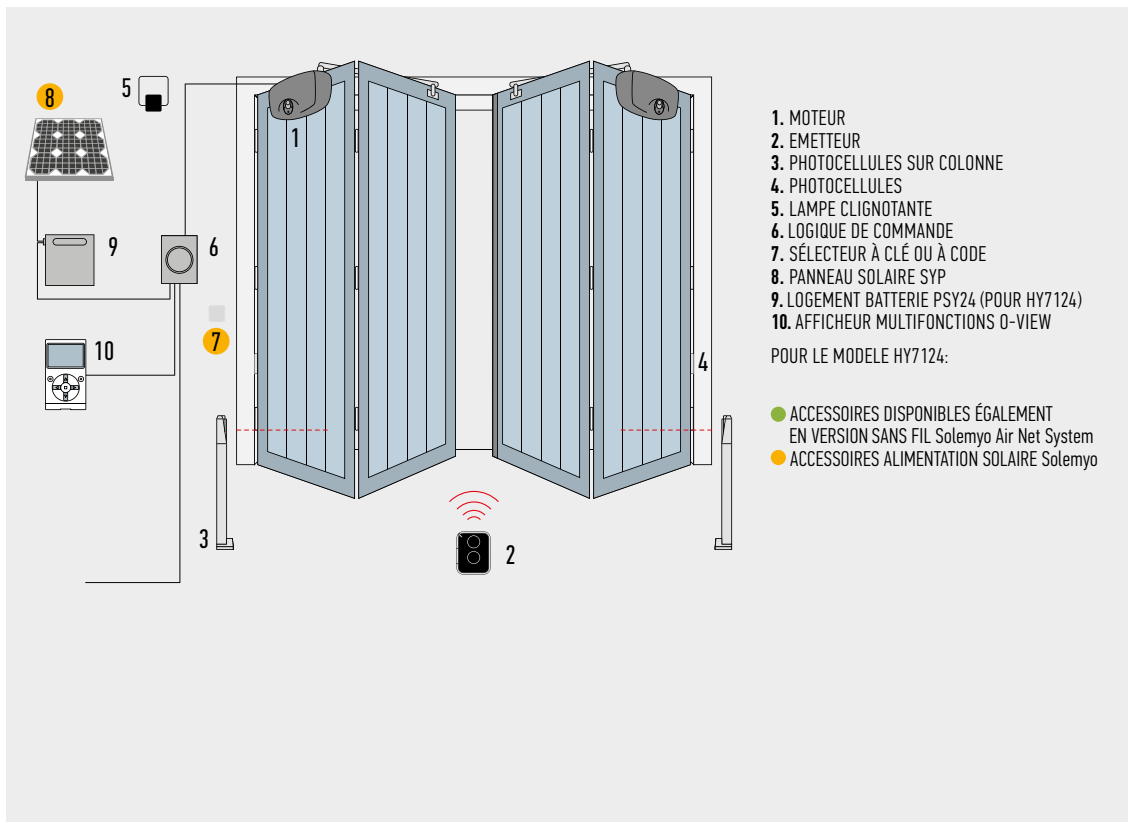 8
5
1
9
6
7
10
4
3
2
1. MOTEUR
2. EMETTEUR
3. PHOTOCELLULES SUR COLONNE
4. PHOTOCELLULES
5. LAMPE CLIGNOTANTE
6. LOGIQUE DE COMMANDE
7. SÉLECTEUR À CLÉ OU À CODE
8. PANNEAU SOLAIRE SYP
9. LOGEMENT BATTERIE PSY24 (POUR HY7124)
10. AFFICHEUR MULTIFONCTIONS O-VIEW
POUR LE MODELE HY7124:
ACCESSOIRES DISPONIBLES ÉGALEMENT
EN VERSION SANS FIL Solemyo Air Net System
ACCESSOIRES ALIMENTATION SOLAIRE Solemyo